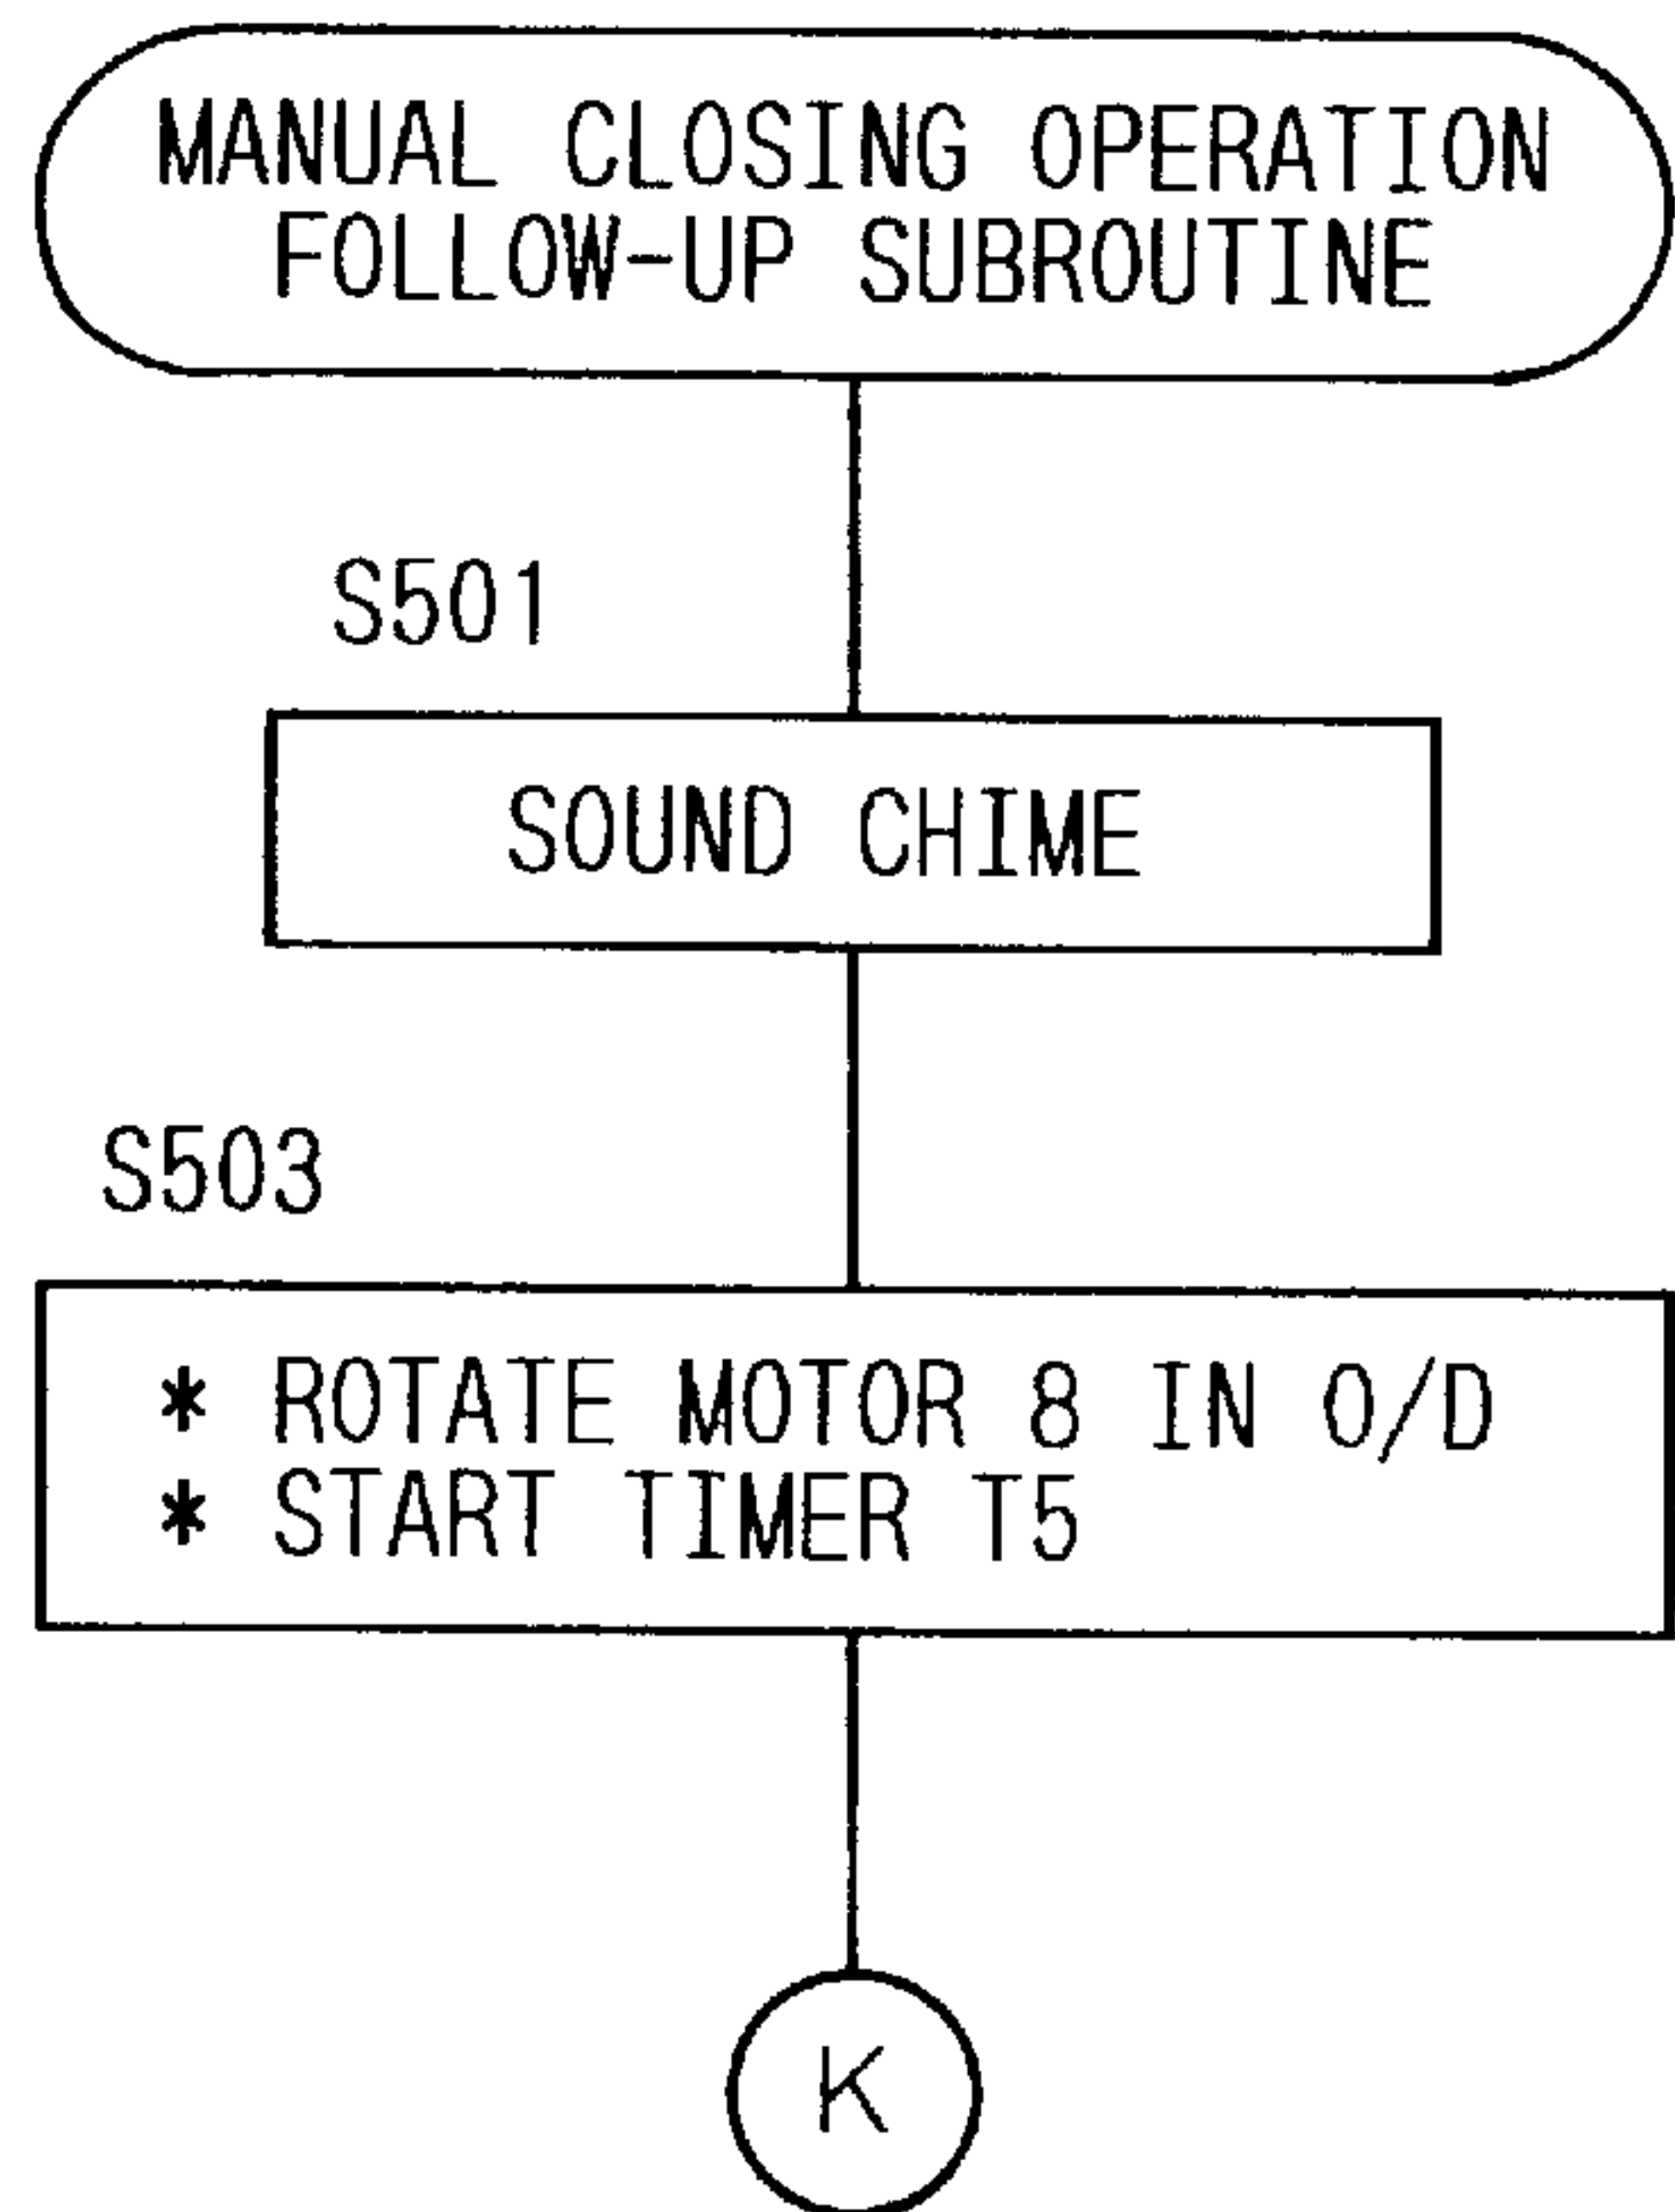 MANUAL CLOSING OPERATION
FOLLOW-UP SUBROUTINE
S501
SOUND CHIME
S503
* ROTATE MOTOR 8 IN O/D
* START TIMER T5
K